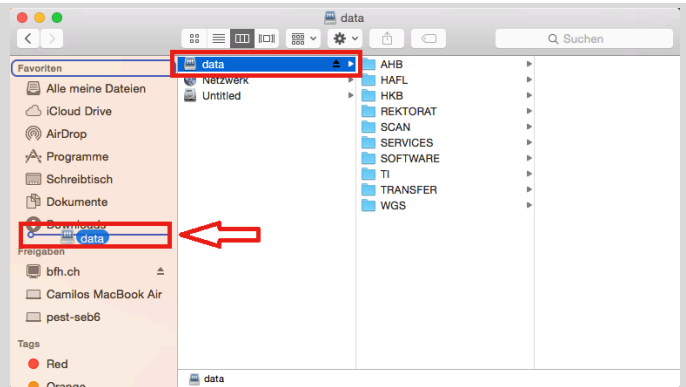 data
Suchen
Favoriten
Alle meine Dateien
iCloud Drive
AirDrop
Programme
Schreibtisch
Dokumente
Downloads
data
Freigaben
bfh.ch
Camilos MacBook Air
pest-seb6
Tags
Red
Orange
data
Netzwerk
Untitled
AHB
HAFL
HKB
REKTORAT
SCAN
SERVICES
SOFTWARE
TI
TRANSFER
WGS
data